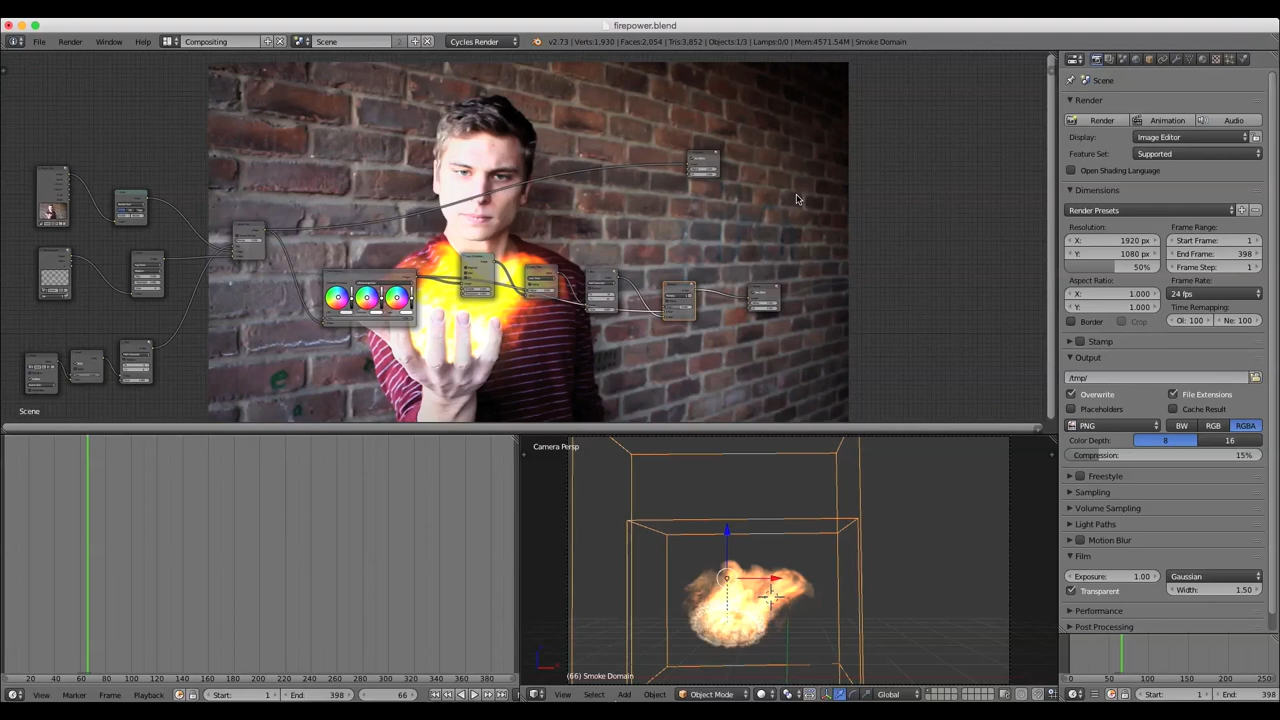 firepower.blend
File Render Window Help Compositing Scene 2 Cycles Render v2.73 | Verts:1,930 | Faces:2,054 | Tris:3,852 | Objects:1/3 | Lamps:0/0 | Mem:4571.54M | Smoke Domain
Scene
Render
Render Animation Audio
Display: Image Editor
Feature Set: Supported
Open Shading Language
Dimensions
Render Presets
Resolution: Frame Range:
X: 1920 px Start Frame: 1
Y: 1080 px End Frame: 398
50% Frame Step: 1
Aspect Ratio: Frame Rate:
X: 1.000 24 fps
Y: 1.000 Time Remapping:
Border Crop Ol: 100 Ne: 100
Stamp
Output
/tmp/
Overwrite File Extensions
Placeholders Cache Result
PNG BW RGB RGBA
Color Depth: 8 16
Compression: 15%
Freestyle
Sampling
Volume Sampling
Light Paths
Motion Blur
Film
Exposure: 1.00 Gaussian
Transparent Width: 1.50
Performance
Post Processing
Scene
Camera Persp
(66) Smoke Domain
0 20 40 60 80 100 120 140 160 180 200 220 240 260 280 300 320 340 360 380
Marker Frame Playback Start: 1 End: 398 66
View Select Add Object Object Mode Global
0 50 100 150 200 250
Start: 1 End: 398